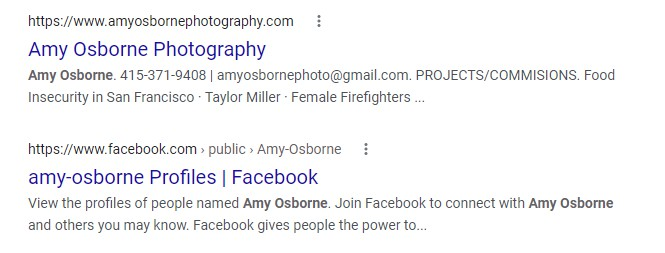 https://www.amyosbornephotography.com
Amy Osborne Photography
Amy Osborne. 415-371-9408 | amyosbornephoto@gmail.com. PROJECTS/COMMISIONS. Food
Insecurity in San Francisco · Taylor Miller · Female Firefighters ...
https://www.facebook.com › public › Amy-Osborne
amy-osborne Profiles | Facebook
View the profiles of people named Amy Osborne. Join Facebook to connect with Amy Osborne
and others you may know. Facebook gives people the power to...